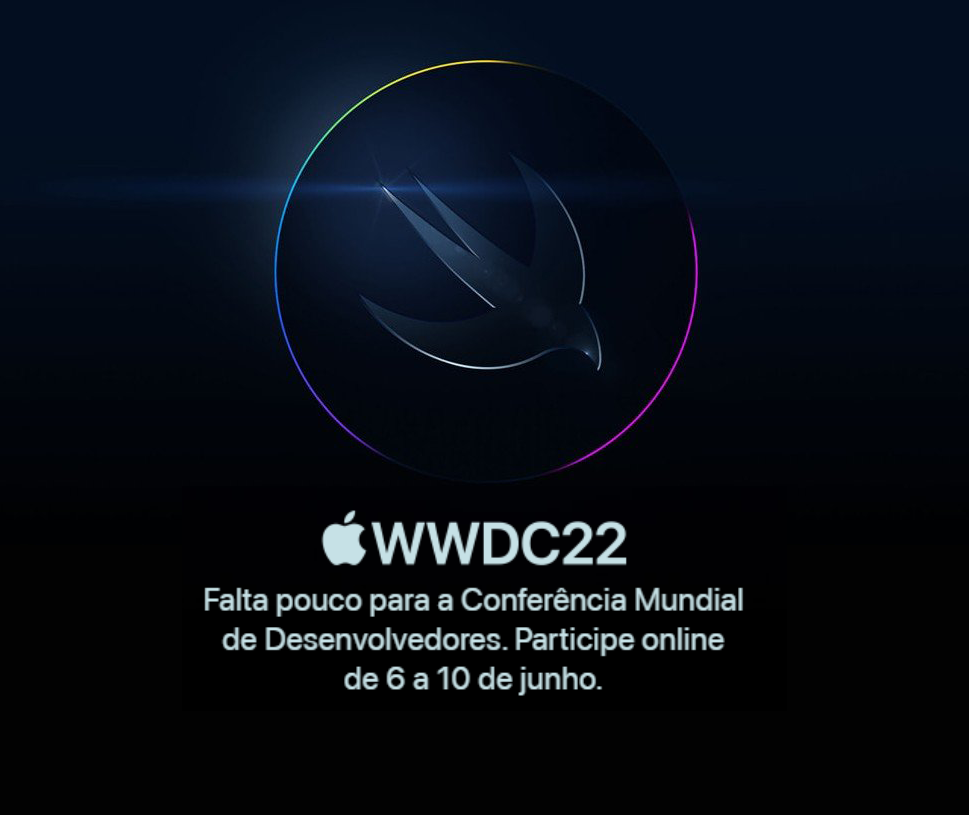 WWDC22
Falta pouco para a Conferência Mundial
de Desenvolvedores. Participe online
de 6 a 10 de junho.